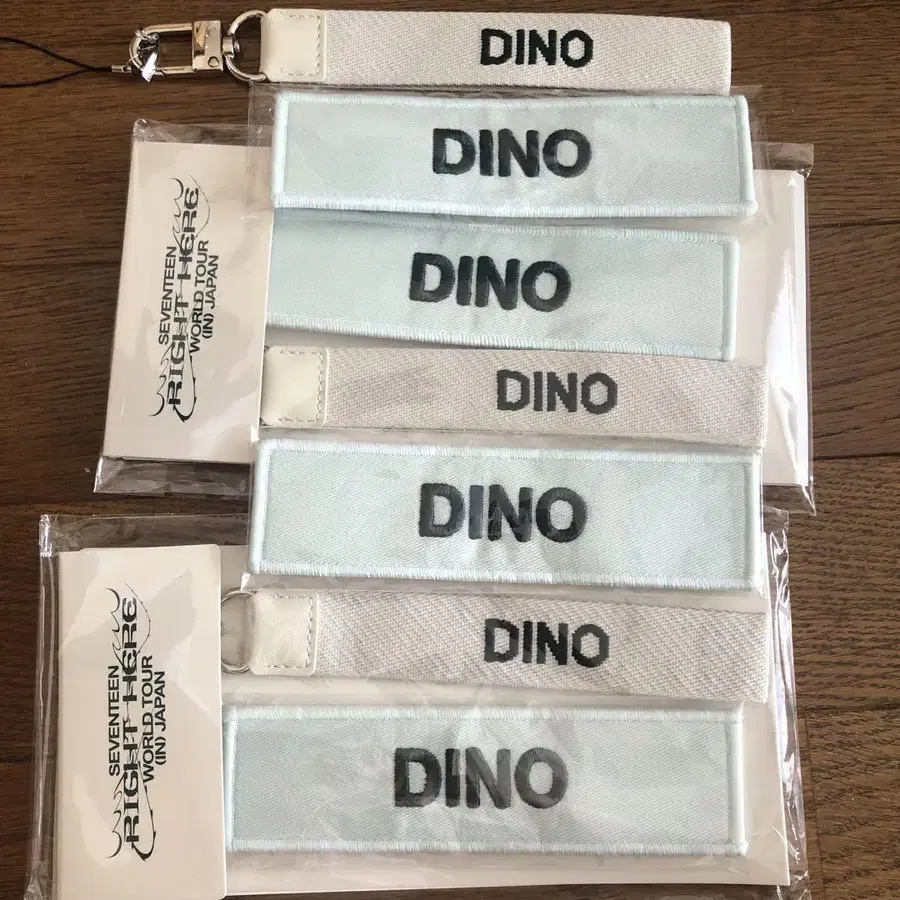 DINO
DINO
DINO
DINO
DINO
DINO
DINO
SEVENTEEN
RIGHT HERE
WORLD TOUR
(IN) JAPAN
SEVENTEEN
RIGHT HERE
WORLD TOUR
(IN) JAPAN